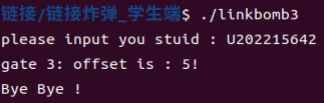 链接/链接炸弹_学生端$ ./linkbomb3
please input you stuid : U202215642
gate 3: offset is : 5!
Bye Bye !